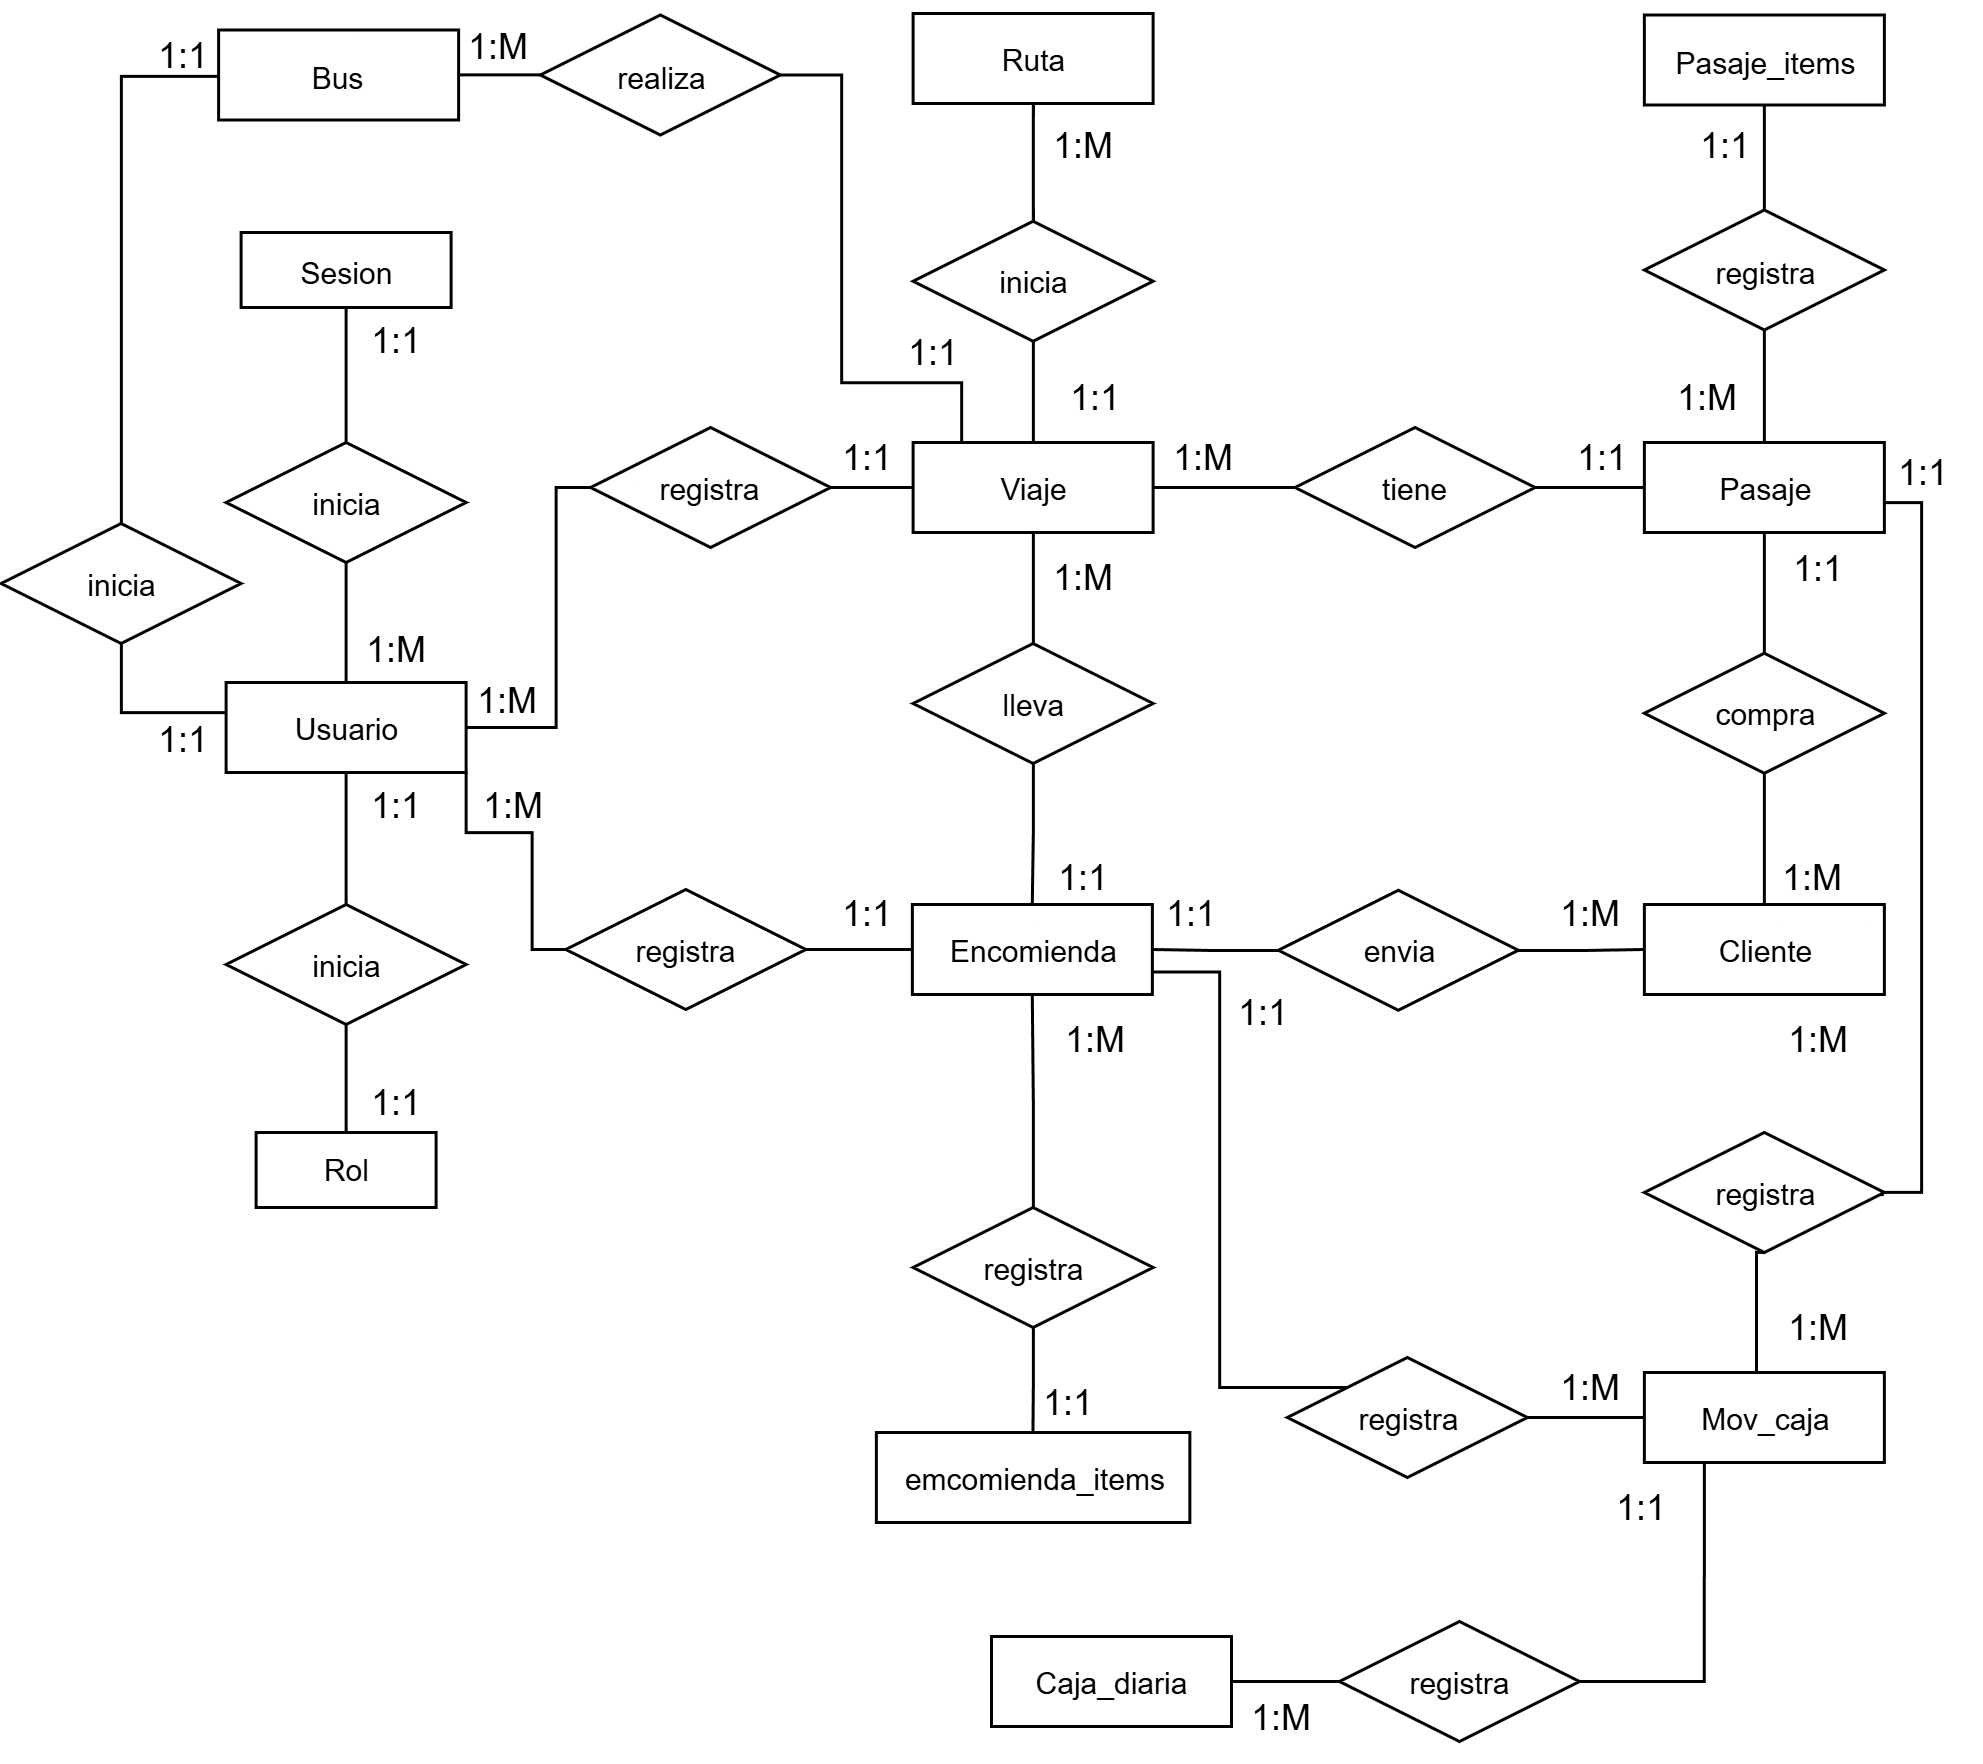 1:1
Bus
1:M
realiza
Ruta
Pasaje_items
1:M
1:1
Sesion
inicia
registra
1:1
1:1
1:1
1:M
registra
1:1
Viaje
1:M
tiene
1:1
Pasaje
1:1
inicia
inicia
1:M
1:1
1:M
1:M
Usuario
1:1
lleva
compra
1:1
1:M
1:1
1:M
registra
1:1
Encomienda
1:1
envia
1:M
Cliente
inicia
1:M
1:1
1:M
1:1
Rol
registra
registra
1:M
1:1
registra
1:M
Mov_caja
emcomienda_items
1:1
Caja_diaria
1:M
registra